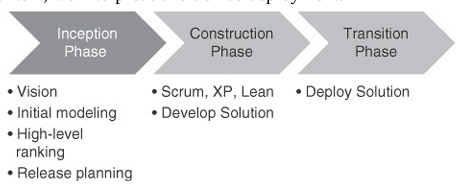 Inception
Phase
Construction
Phase
Transition
Phase
• Vision
• Initial modeling
• High-level
ranking
• Release planning
• Scrum, XP, Lean
• Develop Solution
• Deploy Solution